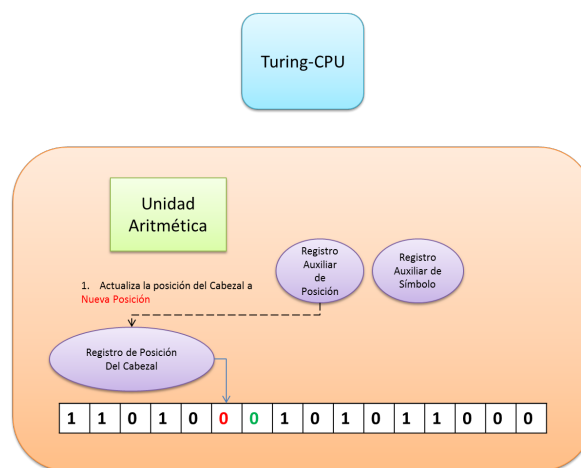 Turing-CPU
Unidad
Aritmética
Registro
Auxiliar
de
Posición
Registro
Auxiliar de
Símbolo
1. Actualiza la posición del Cabezal a
Nueva Posición
Registro de Posición
Del Cabezal
1 1 0 1 0 0 0 1 0 1 0 1 1 0 0 0